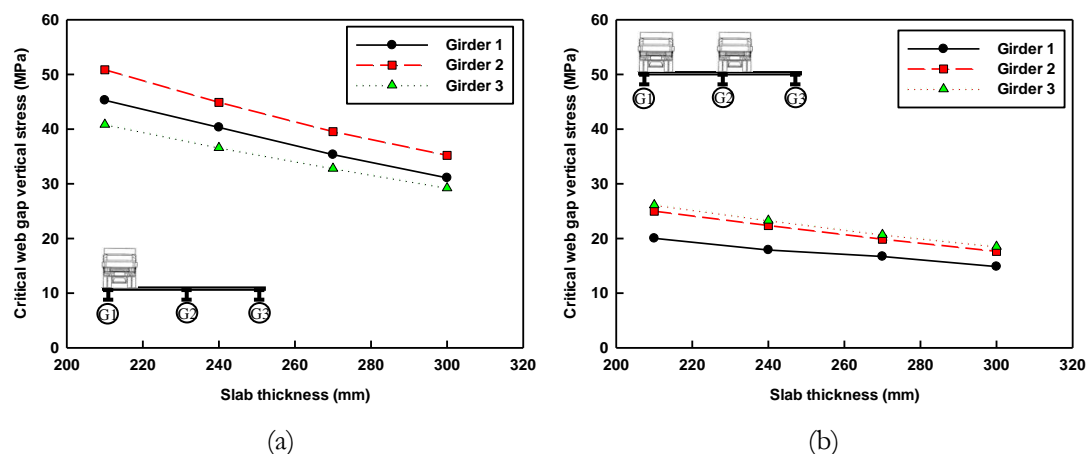 Critical web gap vertical stress (MPa)
60
50
40
30
20
10
0
Girder 1
Girder 2
Girder 3
G1 G2 G3
200 220 240 260 280 300 320
Slab thickness (mm)
(a)
Critical web gap vertical stress (MPa)
60
50
40
30
20
10
0
G1 G2 G3
Girder 1
Girder 2
Girder 3
200 220 240 260 280 300 320
Slab thickness (mm)
(b)